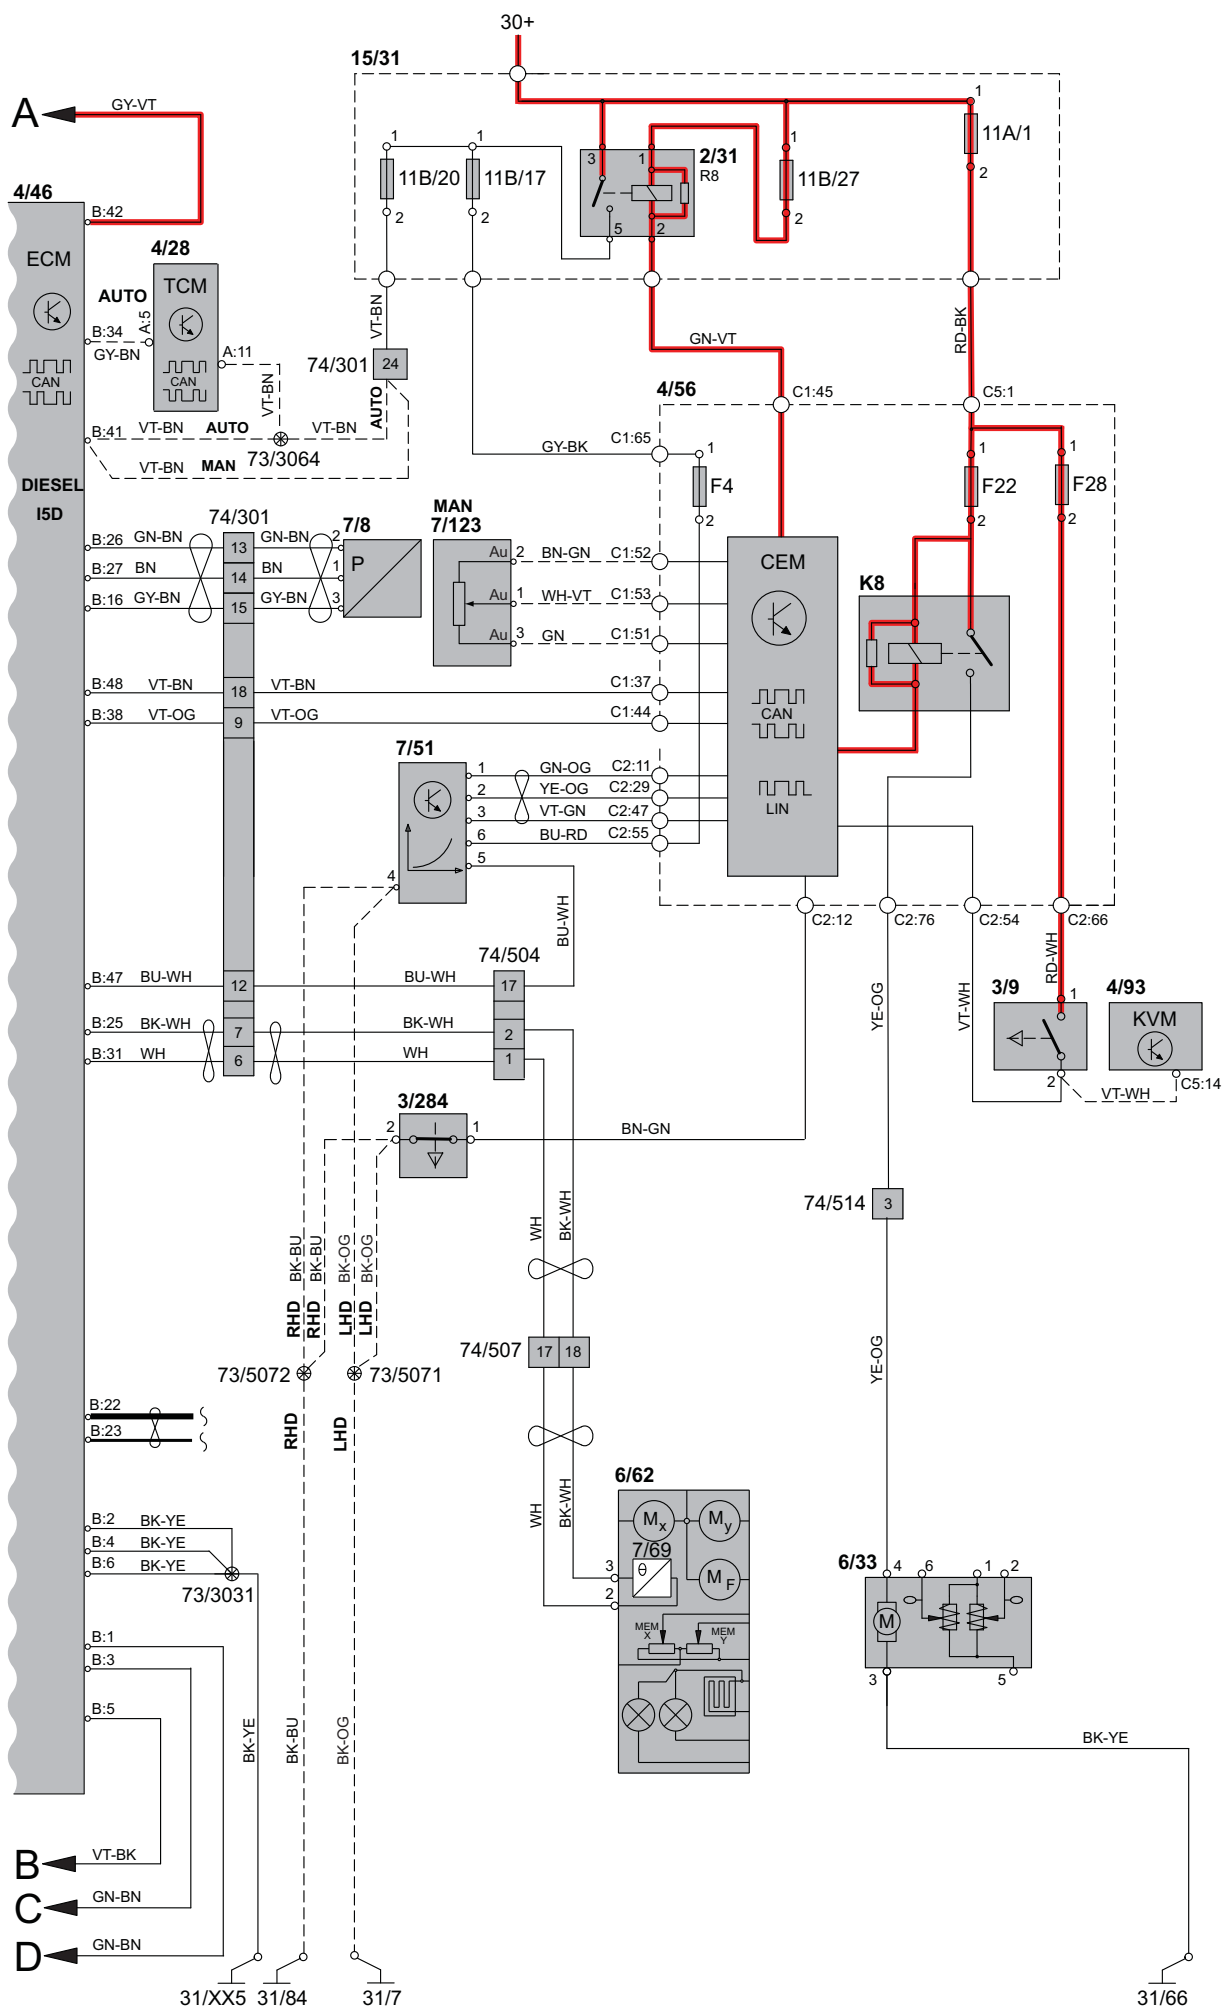 30+
15/31
A
GY-VT
1
1
1
3
1
2/31
R8
1
11A/1
11B/20
11B/17
11B/27
2
2
2
2
5
2
4/46
B:42
ECM
CAN
4/28
TCM
CAN
AUTO
A:5
B:34
GY-BN
A:11
VT-BN
VT-BN
74/301
24
AUTO
GN-VT
RD-BK
4/56
C1:45
C5:1
B:41
VT-BN
AUTO
VT-BN
73/3064
VT-BN
MAN
GY-BK
C1:65
1
F4
2
1
F22
2
1
F28
2
DIESEL
I5D
74/301
B:26
GN-BN
13
GN-BN
2
7/8
P
B:27
BN
14
BN
1
B:16
GY-BN
15
GY-BN
3
MAN
7/123
Au
2
BN-GN
C1:52
Au
1
WH-VT
C1:53
Au
3
GN
C1:51
CEM
CAN
LIN
K8
B:48
VT-BN
18
VT-BN
C1:37
B:38
VT-OG
9
VT-OG
C1:44
7/51
1
GN-OG
C2:11
2
YE-OG
C2:29
3
VT-GN
C2:47
6
BU-RD
C2:55
5
4
BU-WH
C2:12
C2:76
C2:54
C2:66
74/504
B:47
BU-WH
12
BU-WH
17
B:25
BK-WH
7
BK-WH
2
B:31
WH
6
WH
1
YE-OG
VT-WH
RD-WH
3/9
1
2
4/93
KVM
C5:14
VT-WH
3/284
2
1
BN-GN
74/514
3
WH
BK-WH
BK-BU
BK-BU
BK-OG
BK-OG
RHD
RHD
LHD
LHD
74/507
17
18
73/5072
73/5071
YE-OG
B:22
B:23
RHD
LHD
WH
BK-WH
6/62
Mx
My
7/69
θ
MF
3
2
MEM
X
MEM
Y
B:2
BK-YE
B:4
BK-YE
B:6
BK-YE
73/3031
6/33
4
6
1
2
M
3
5
B:1
B:3
B:5
BK-YE
BK-BU
BK-OG
BK-YE
B
VT-BK
C
GN-BN
D
GN-BN
31/XX5
31/84
31/7
31/66